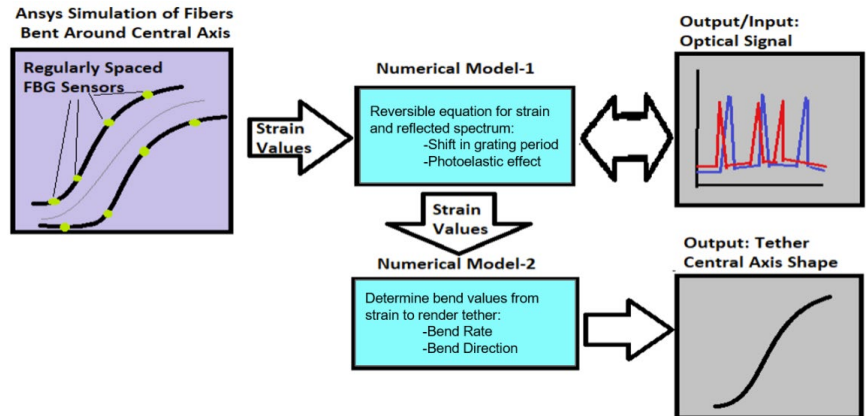 Ansys Simulation of Fibers
Bent Around Central Axis
Regularly Spaced
FBG Sensors
Strain
Values
Numerical Model-1
Reversible equation for strain
and reflected spectrum:
-Shift in grating period
-Photoelastic effect
Output/Input:
Optical Signal
Strain
Values
Numerical Model-2
Determine bend values from
strain to render tether:
-Bend Rate
-Bend Direction
Output: Tether
Central Axis Shape